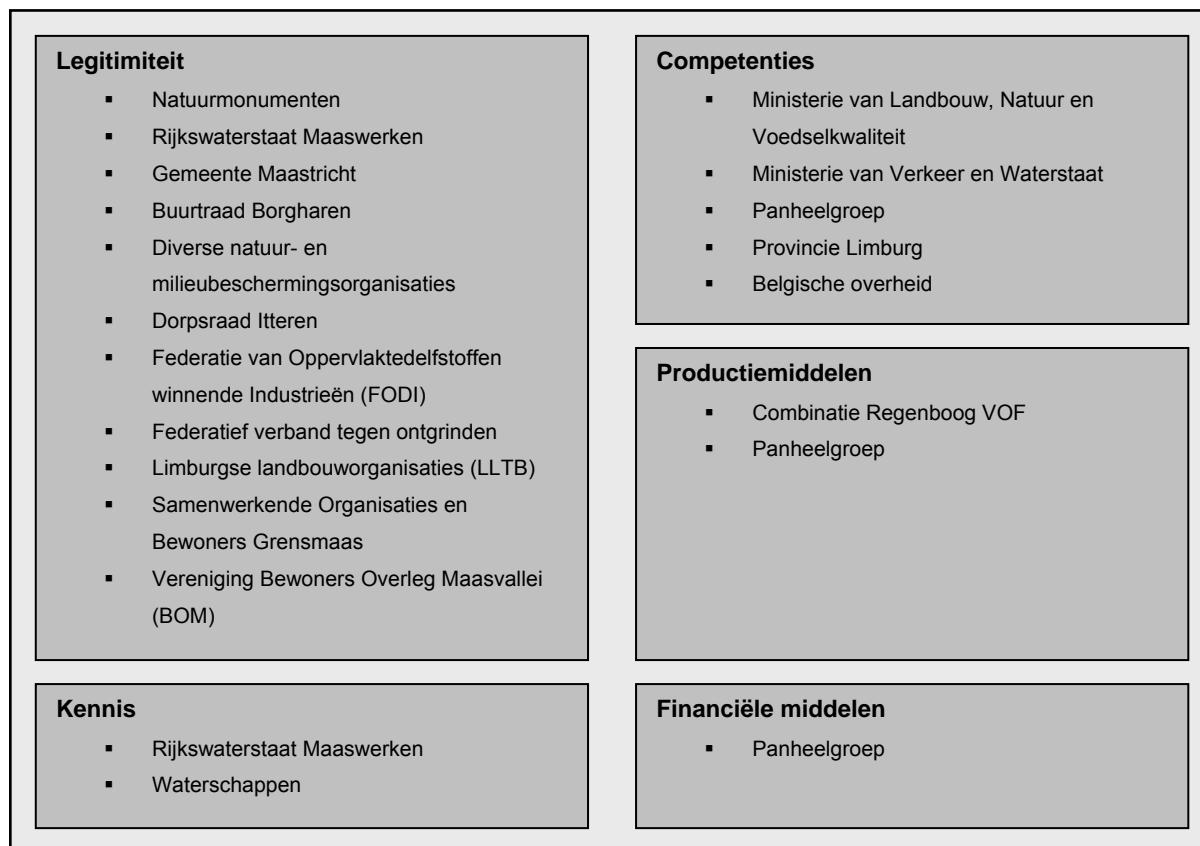 Legitimiteit
▪ Natuurmonumenten
▪ Rijkswaterstaat Maaswerken
▪ Gemeente Maastricht
▪ Buurtraad Borgharen
▪ Diverse natuur- en
milieubeschermingsorganisaties
▪ Dorpsraad Itteren
▪ Federatie van Oppervlaktedelfstoffen
winnende Industrieën (FODI)
▪ Federatief verband tegen ontgrinden
▪ Limburgse landbouworganisaties (LLTB)
▪ Samenwerkende Organisaties en
Bewoners Grensmaas
▪ Vereniging Bewoners Overleg Maasvallei
(BOM)
Competenties
▪ Ministerie van Landbouw, Natuur en
Voedselkwaliteit
▪ Ministerie van Verkeer en Waterstaat
▪ Panheelgroep
▪ Provincie Limburg
▪ Belgische overheid
Productiemiddelen
▪ Combinatie Regenboog VOF
▪ Panheelgroep
Kennis
▪ Rijkswaterstaat Maaswerken
▪ Waterschappen
Financiële middelen
▪ Panheelgroep